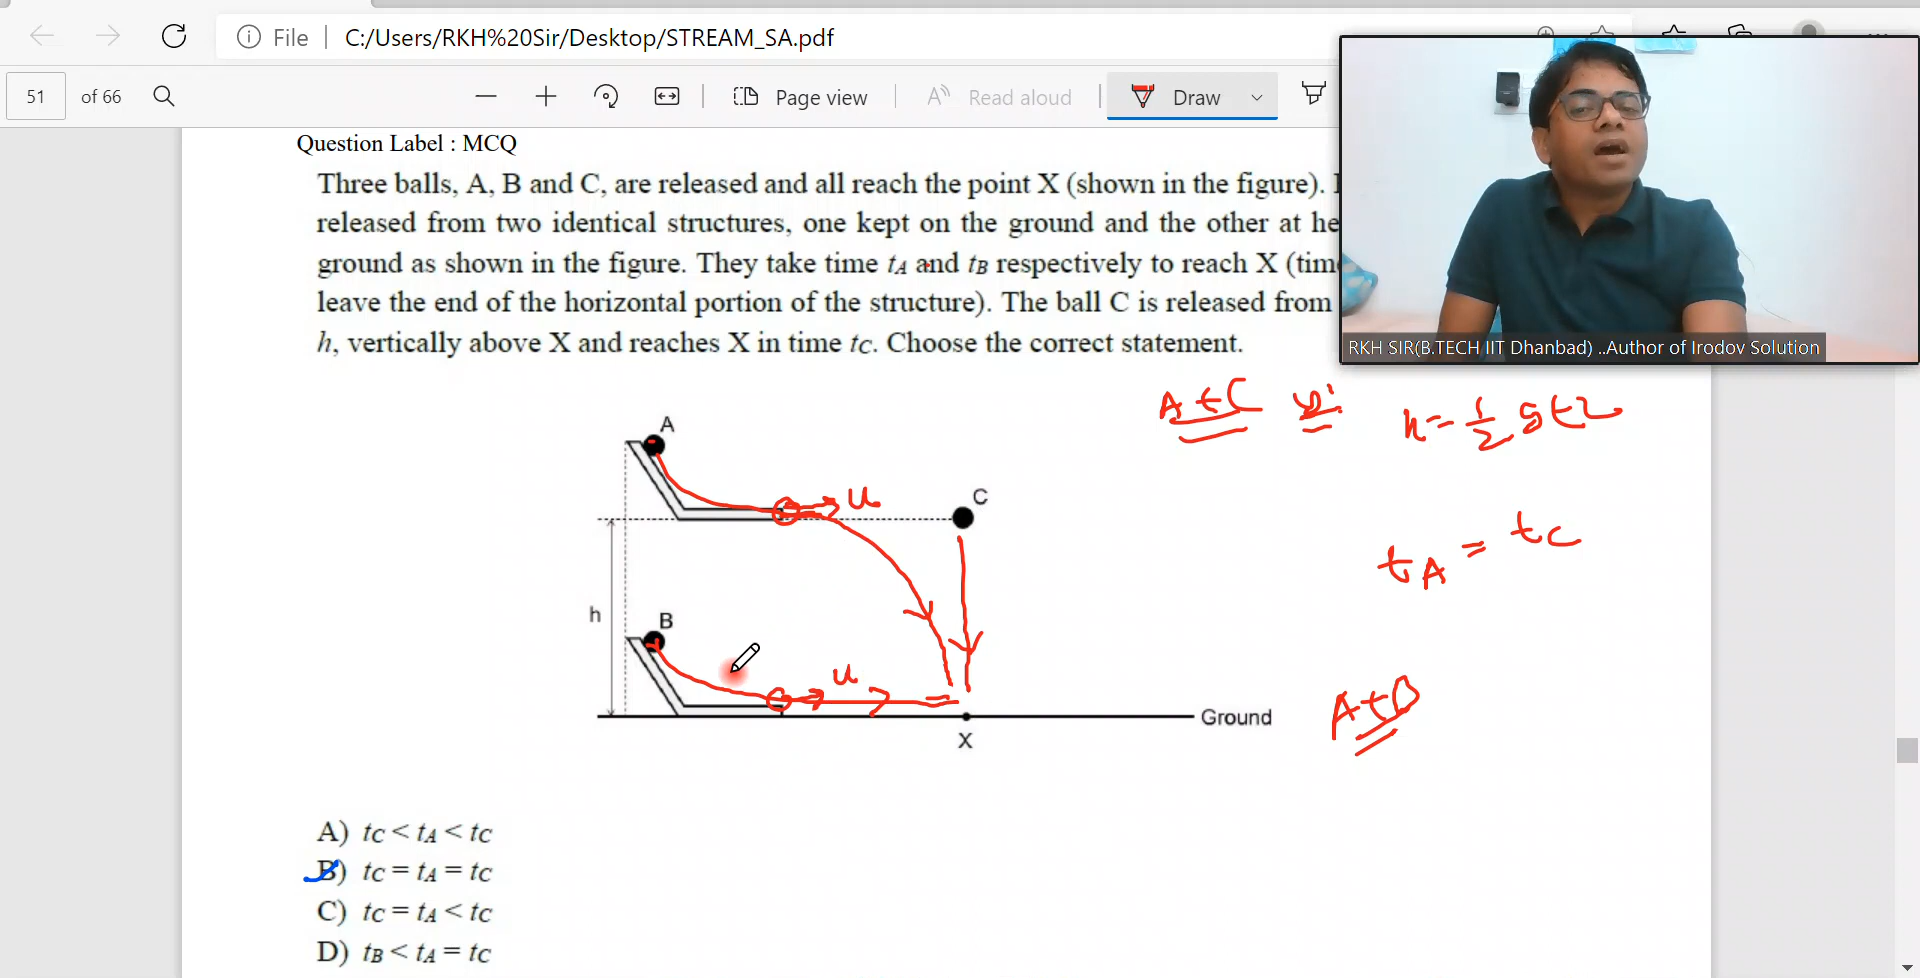 File | C:/Users/RKH%20Sir/Desktop/STREAM_SA.pdf
51 of 66
Page view
Read aloud
Draw
Question Label : MCQ
Three balls, A, B and C, are released and all reach the point X (shown in the figure).
released from two identical structures, one kept on the ground and the other at he
ground as shown in the figure. They take time tA and tB respectively to reach X (tim
leave the end of the horizontal portion of the structure). The ball C is released from
h, vertically above X and reaches X in time tC. Choose the correct statement.
RKH SIR(B.TECH IIT Dhanbad) ..Author of Irodov Solution
A + C
h = 1/2 g t2
A
u
C
tA = tC
h
B
u
A + B
Ground
X
A) tC < tA < tC
B) tC = tA = tC
C) tC = tA < tC
D) tB < tA = tC